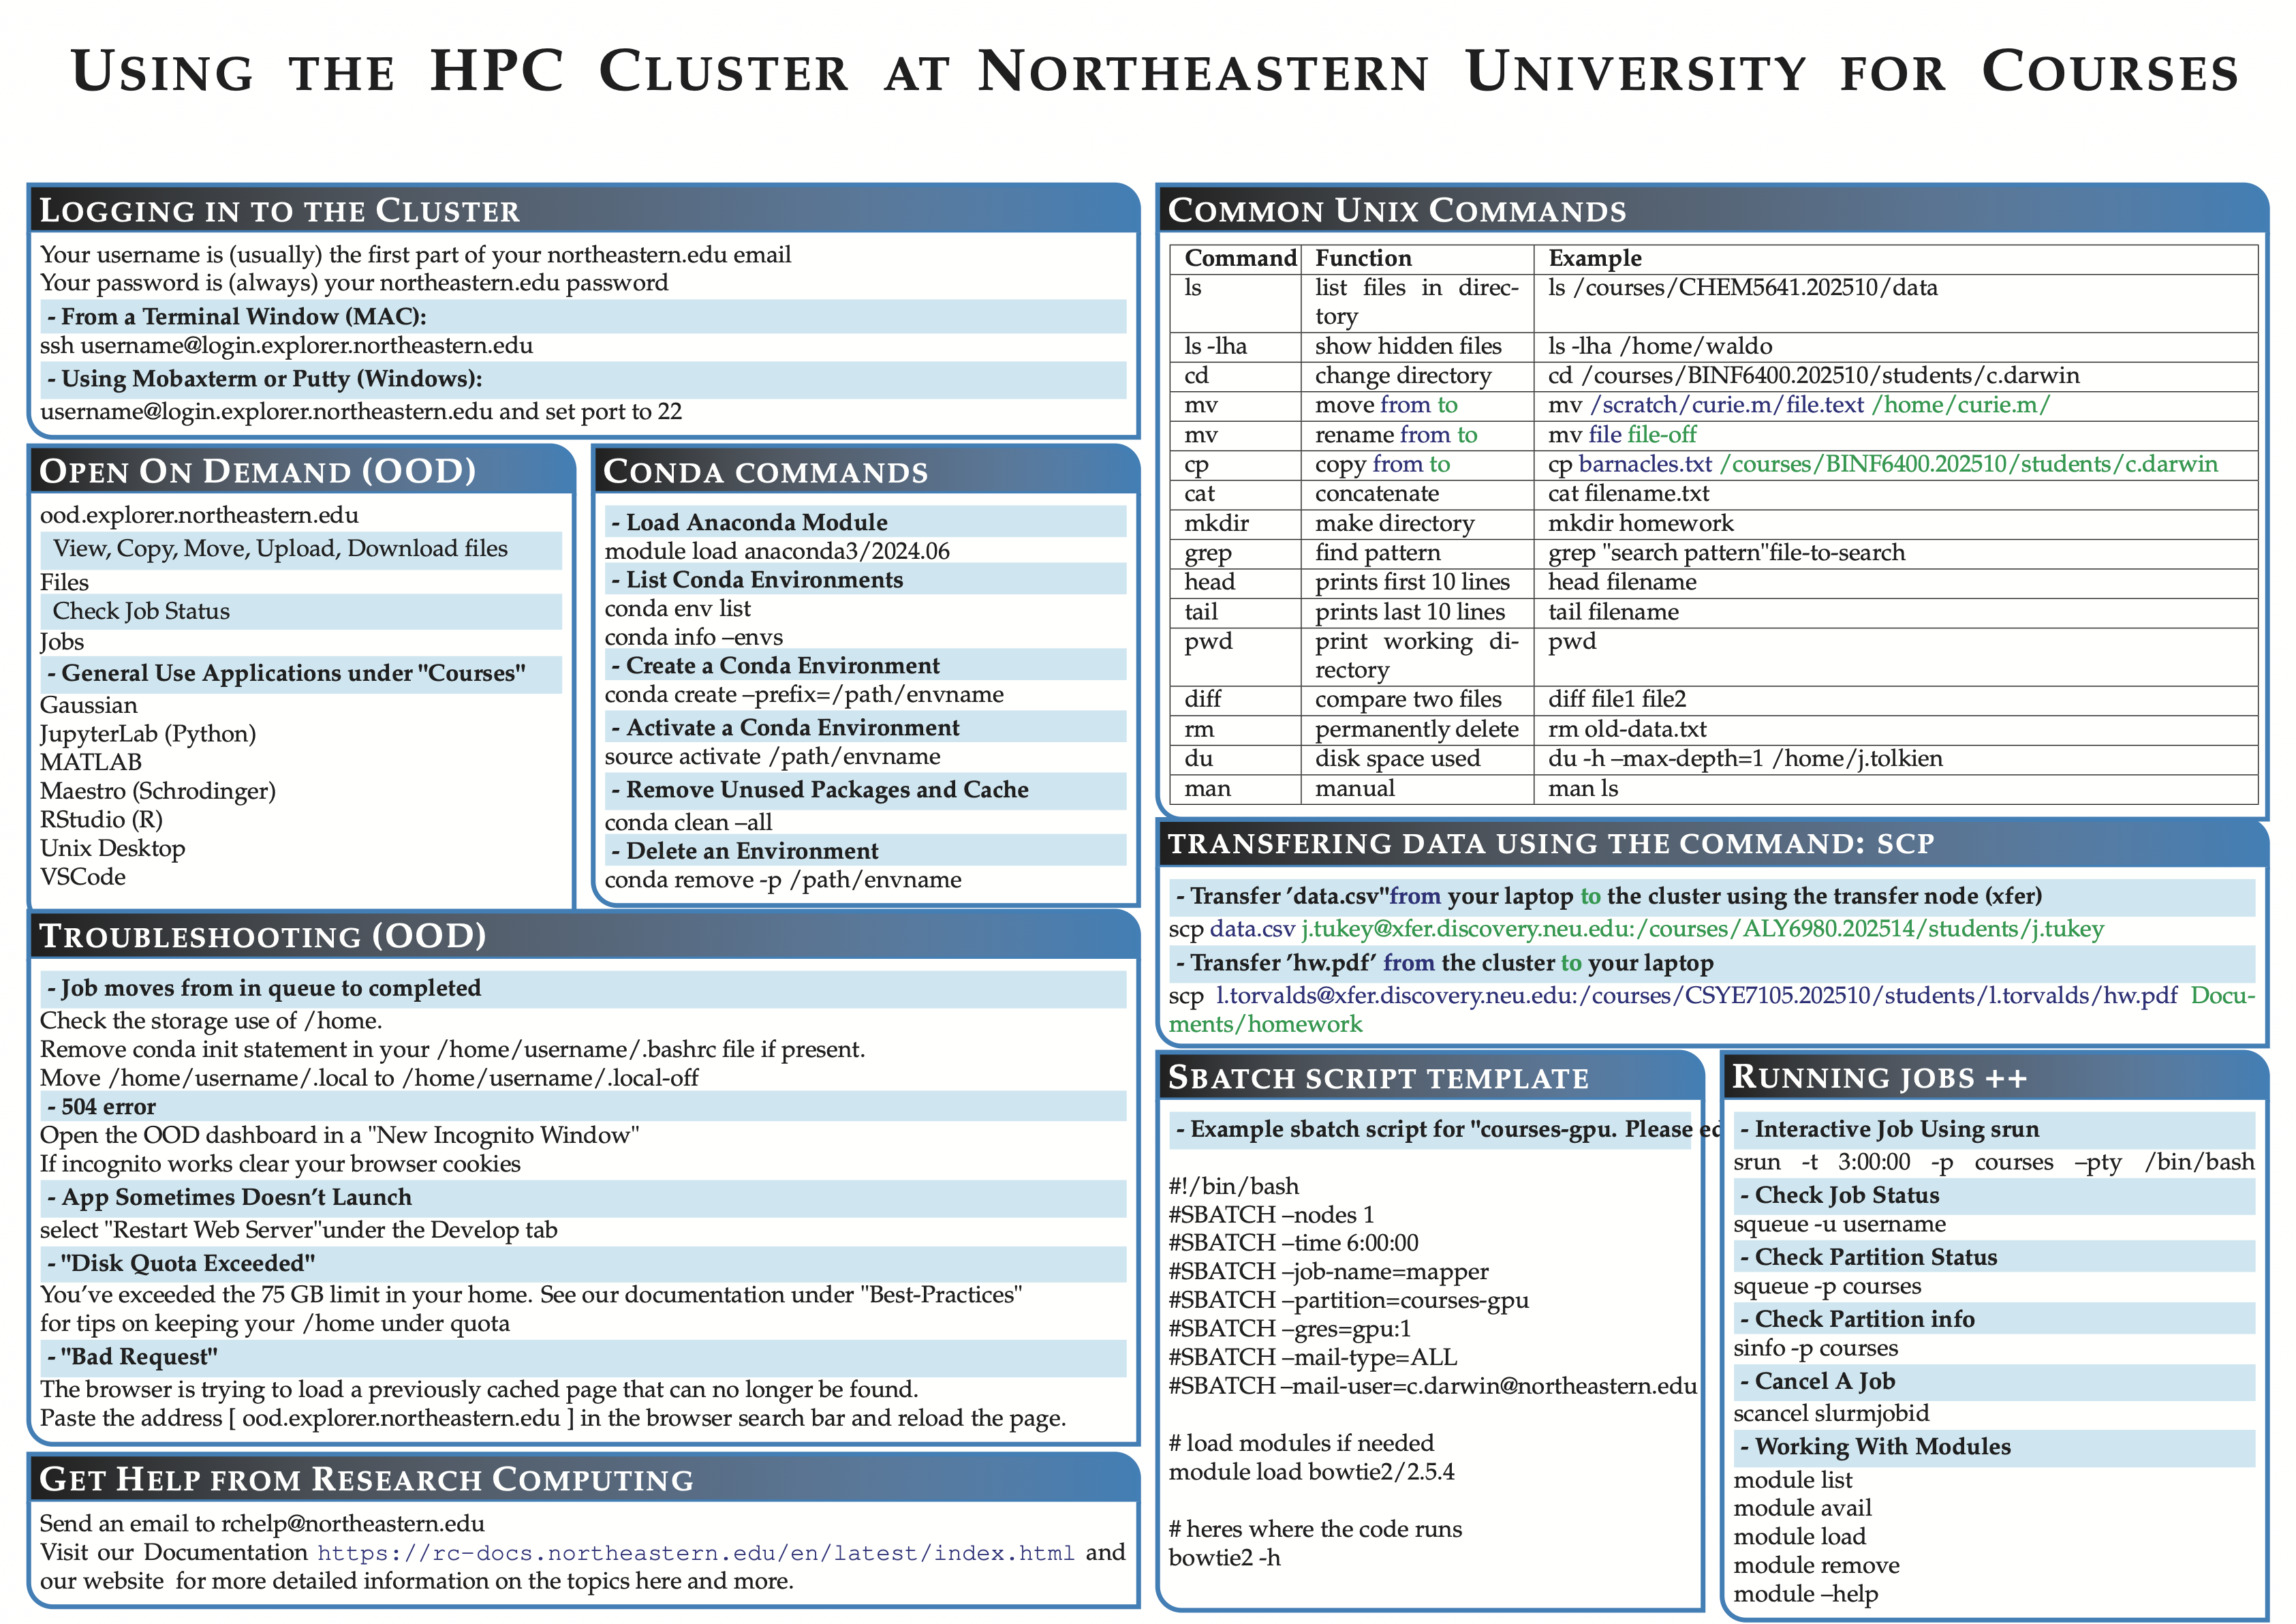 USING THE HPC CLUSTER AT NORTHEASTERN UNIVERSITY FOR COURSES
LOGGING IN TO THE CLUSTER
Your username is (usually) the first part of your northeastern.edu email
Your password is (always) your northeastern.edu password
- From a Terminal Window (MAC):
ssh username@login.explorer.northeastern.edu
- Using Mobaxterm or Putty (Windows):
username@login.explorer.northeastern.edu and set port to 22
OPEN ON DEMAND (OOD)
ood.explorer.northeastern.edu
View, Copy, Move, Upload, Download files
Files
Check Job Status
Jobs
- General Use Applications under "Courses"
Gaussian
JupyterLab (Python)
MATLAB
Maestro (Schrodinger)
RStudio (R)
Unix Desktop
VSCode
CONDA COMMANDS
- Load Anaconda Module
module load anaconda3/2024.06
- List Conda Environments
conda env list
conda info –envs
- Create a Conda Environment
conda create –prefix=/path/envname
- Activate a Conda Environment
source activate /path/envname
- Remove Unused Packages and Cache
conda clean –all
- Delete an Environment
conda remove -p /path/envname
TROUBLESHOOTING (OOD)
- Job moves from in queue to completed
Check the storage use of /home.
Remove conda init statement in your /home/username/.bashrc file if present.
Move /home/username/.local to /home/username/.local-off
- 504 error
Open the OOD dashboard in a "New Incognito Window"
If incognito works clear your browser cookies
- App Sometimes Doesn't Launch
select "Restart Web Server"under the Develop tab
- "Disk Quota Exceeded"
You've exceeded the 75 GB limit in your home. See our documentation under "Best-Practices"
for tips on keeping your /home under quota
- "Bad Request"
The browser is trying to load a previously cached page that can no longer be found.
Paste the address [ ood.explorer.northeastern.edu ] in the browser search bar and reload the page.
GET HELP FROM RESEARCH COMPUTING
Send an email to rchelp@northeastern.edu
Visit our Documentation https://rc-docs.northeastern.edu/en/latest/index.html and
our website for more detailed information on the topics here and more.
COMMON UNIX COMMANDS
Command Function Example
ls list files in direc- ls /courses/CHEM5641.202510/data
tory
ls -lha show hidden files ls -lha /home/waldo
cd change directory cd /courses/BINF6400.202510/students/c.darwin
mv move from to mv /scratch/curie.m/file.text /home/curie.m/
mv rename from to mv file file-off
cp copy from to cp barnacles.txt /courses/BINF6400.202510/students/c.darwin
cat concatenate cat filename.txt
mkdir make directory mkdir homework
grep find pattern grep "search pattern"file-to-search
head prints first 10 lines head filename
tail prints last 10 lines tail filename
pwd print working di- pwd
rectory
diff compare two files diff file1 file2
rm permanently delete rm old-data.txt
du disk space used du -h –max-depth=1 /home/j.tolkien
man manual man ls
TRANSFERING DATA USING THE COMMAND: SCP
- Transfer 'data.csv"from your laptop to the cluster using the transfer node (xfer)
scp data.csv j.tukey@xfer.discovery.neu.edu:/courses/ALY6980.202514/students/j.tukey
- Transfer 'hw.pdf' from the cluster to your laptop
scp l.torvalds@xfer.discovery.neu.edu:/courses/CSYE7105.202510/students/l.torvalds/hw.pdf Docu-
ments/homework
SBATCH SCRIPT TEMPLATE
- Example sbatch script for "courses-gpu. Please ed
#!/bin/bash
#SBATCH –nodes 1
#SBATCH –time 6:00:00
#SBATCH –job-name=mapper
#SBATCH –partition=courses-gpu
#SBATCH –gres=gpu:1
#SBATCH –mail-type=ALL
#SBATCH –mail-user=c.darwin@northeastern.edu
# load modules if needed
module load bowtie2/2.5.4
# heres where the code runs
bowtie2 -h
RUNNING JOBS ++
- Interactive Job Using srun
srun -t 3:00:00 -p courses –pty /bin/bash
- Check Job Status
squeue -u username
- Check Partition Status
squeue -p courses
- Check Partition info
sinfo -p courses
- Cancel A Job
scancel slurmjobid
- Working With Modules
module list
module avail
module load
module remove
module –help